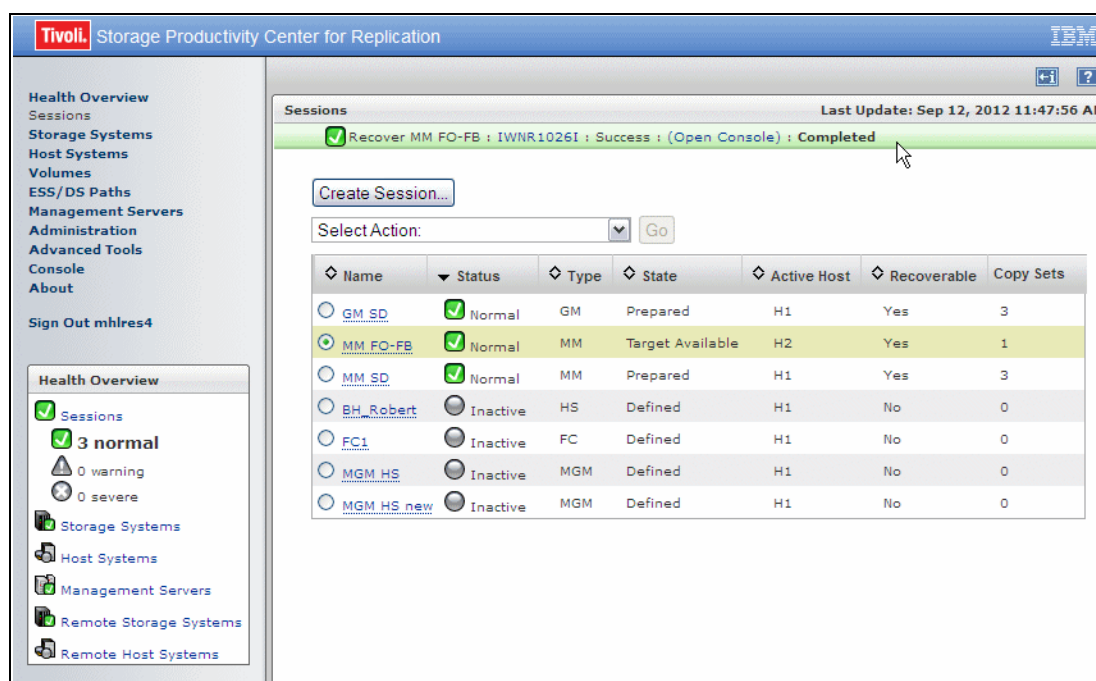 Tivoli. Storage Productivity Center for Replication
IBM
Health Overview
Sessions
Storage Systems
Host Systems
Volumes
ESS/DS Paths
Management Servers
Administration
Advanced Tools
Console
About
Sign Out mhlres4
Health Overview
Sessions
3 normal
0 warning
0 severe
Storage Systems
Host Systems
Management Servers
Remote Storage Systems
Remote Host Systems
?
Sessions Last Update: Sep 12, 2012 11:47:56 A
Recover MM FO-FB : IWNR1026I : Success : (Open Console) : Completed
Create Session...
Select Action: Go
Name Status Type State Active Host Recoverable Copy Sets
GM SD Normal GM Prepared H1 Yes 3
MM FO-FB Normal MM Target Available H2 Yes 1
MM SD Normal MM Prepared H1 Yes 3
BH_Robert Inactive HS Defined H1 No 0
FC1 Inactive FC Defined H1 No 0
MGM HS Inactive MGM Defined H1 No 0
MGM HS new Inactive MGM Defined H1 No 0